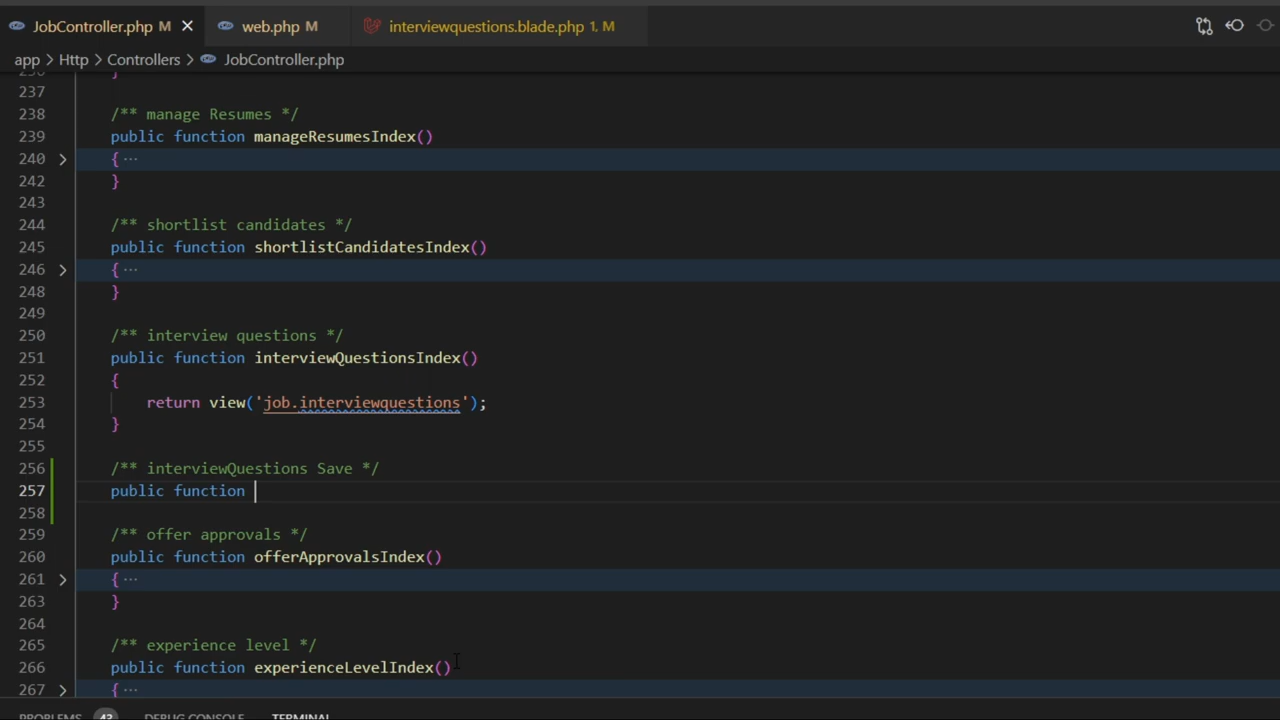 JobController.php M
web.php M
interviewquestions.blade.php 1, M
app > Http > Controllers > JobController.php
236 }
237
238 /** manage Resumes */
239 public function manageResumesIndex()
240 > { ···
242 }
243
244 /** shortlist candidates */
245 public function shortlistCandidatesIndex()
246 > { ···
248 }
249
250 /** interview questions */
251 public function interviewQuestionsIndex()
252 {
253 return view('job.interviewquestions');
254 }
255
256 /** interviewQuestions Save */
257 public function
258
259 /** offer approvals */
260 public function offerApprovalsIndex()
261 > { ···
263 }
264
265 /** experience level */
266 public function experienceLevelIndex()
267 > { ···
PROBLEMS 43 DEBUG CONSOLE TERMINAL